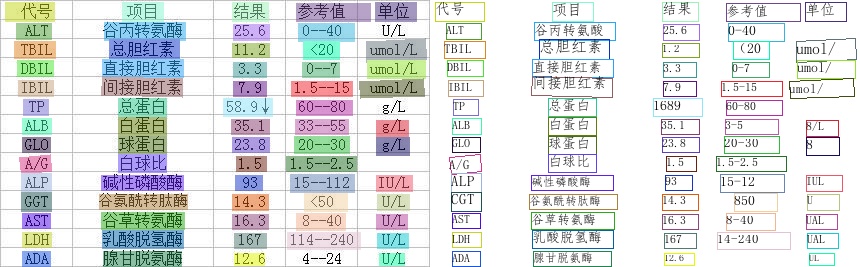 代号 项目 结果 参考值 单位 代号 项目 结果 参考值 单位
ALT 谷丙转氨酶 25.6 0--40 U/L ALT 谷丙转氨酸 25.6 0-40
TBIL 总胆红素 11.2 <20 umol/L TBIL 总胆红素 1.2 (20 umol/
DBIL 直接胆红素 3.3 0--7 umol/L DBIL 直接胆红素 3.3 0-7 umol/
IBIL 间接胆红素 7.9 1.5--15 umol/L IBIL 间接胆红素 7.9 1.5-15 umol/
TP 总蛋白 58.9↓ 60--80 g/L TP 总蛋白 1689 60-80
ALB 白蛋白 35.1 33--55 g/L ALB 白蛋白 35.1 3-5 8/L
GLO 球蛋白 23.8 20--30 g/L GLO 球蛋白 23.8 20-30 8
A/G 白球比 1.5 1.5--2.5 A/G 白球比 1.5 1.5-2.5
ALP 碱性磷酸酶 93 15--112 IU/L ALP 碱性磷酸酶 93 15-12 IUL
GGT 谷氨酰转肽酶 14.3 <50 U/L CGT 谷氨酰转肽酶 14.3 850 U
AST 谷草转氨酶 16.3 8--40 U/L AST 谷草转氨酶 16.3 8-40 UAL
LDH 乳酸脱氢酶 167 114--240 U/L LDH 乳酸脱氢酶 167 14-240 UAL
ADA 腺甘脱氨酶 12.6 4--24 U/L ADA 腺甘脱氨酶 12.6 UL